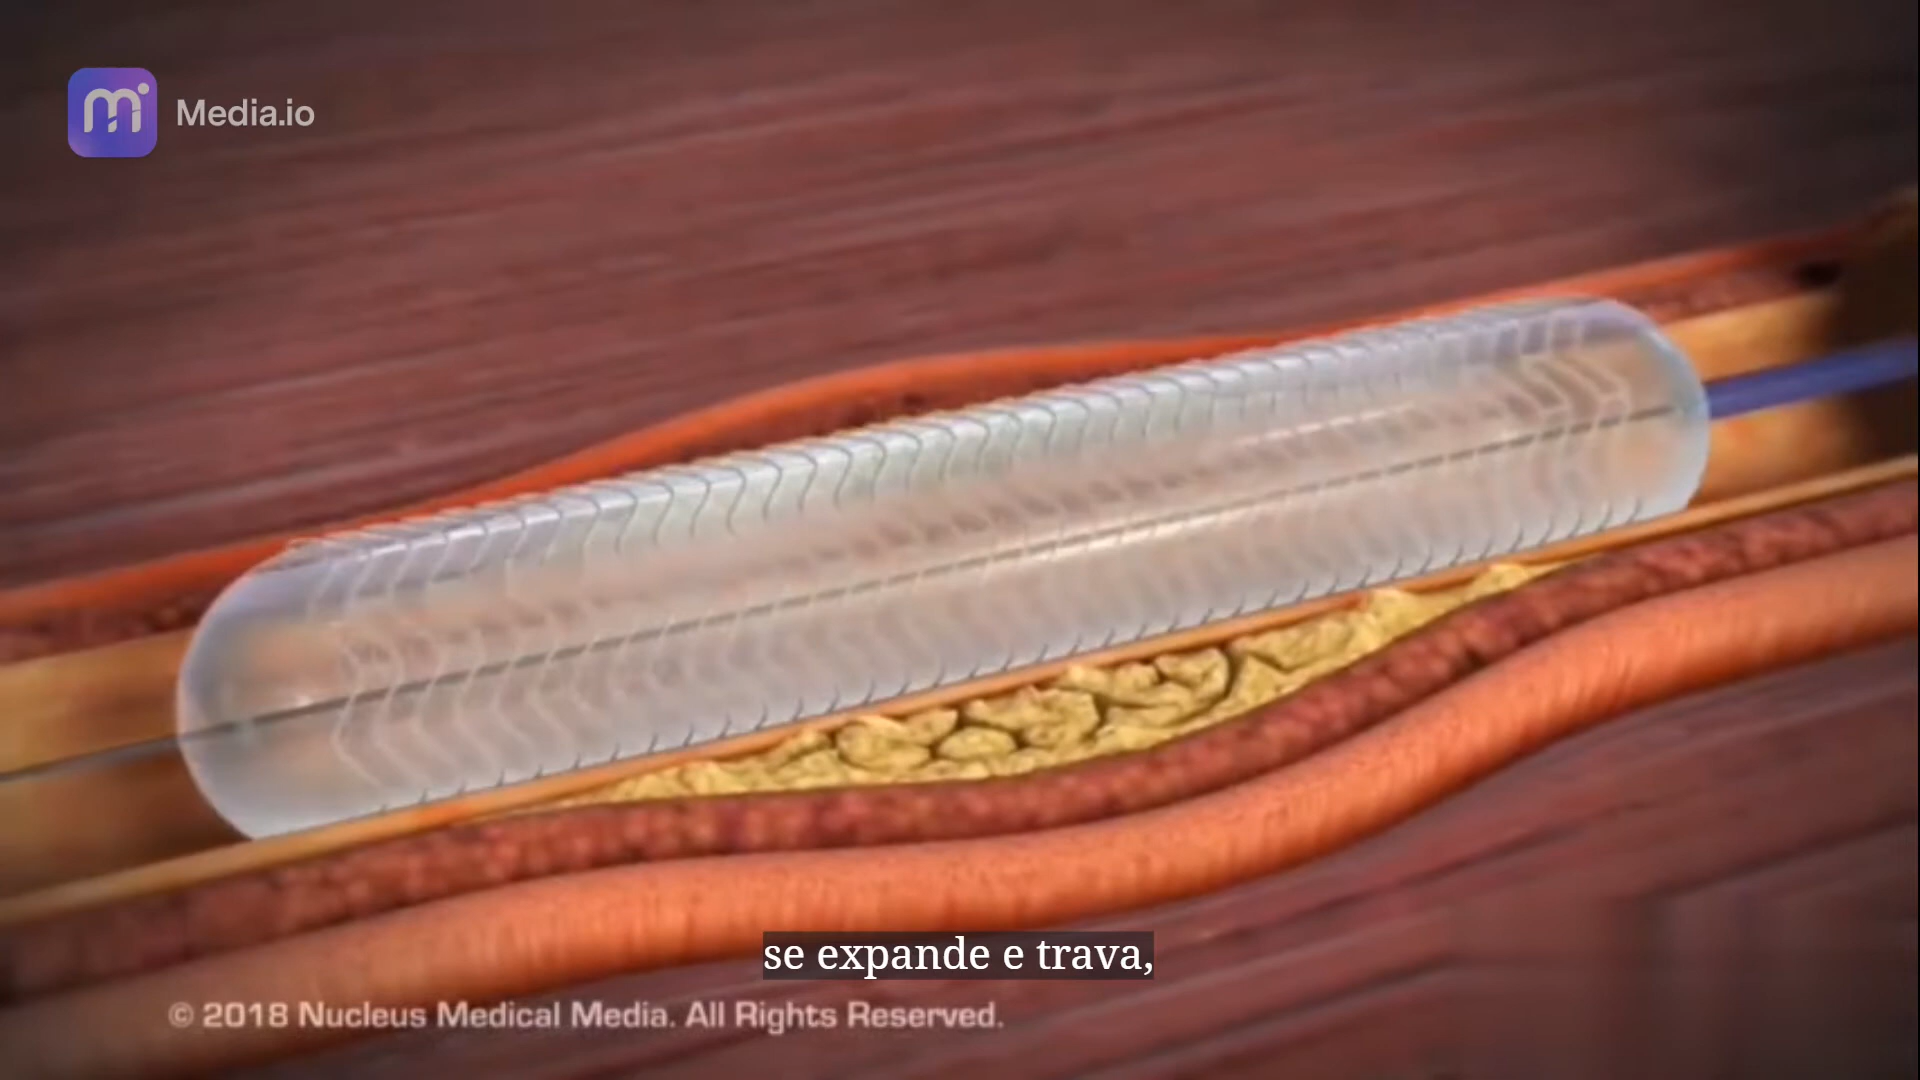 Media.io
se expande e trava,
© 2018 Nucleus Medical Media. All Rights Reserved.